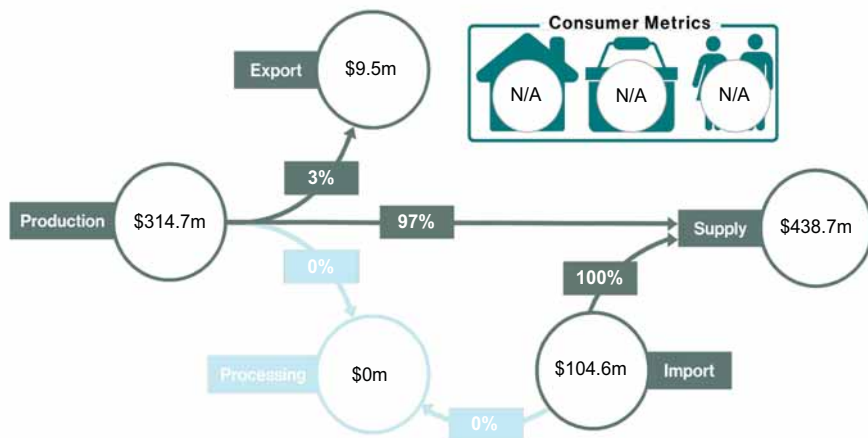 Consumer Metrics
N/A
N/A
N/A
Export
$9.5m
3%
Production
$314.7m
97%
Supply
$438.7m
0%
100%
Processing
$0m
$104.6m
Import
0%